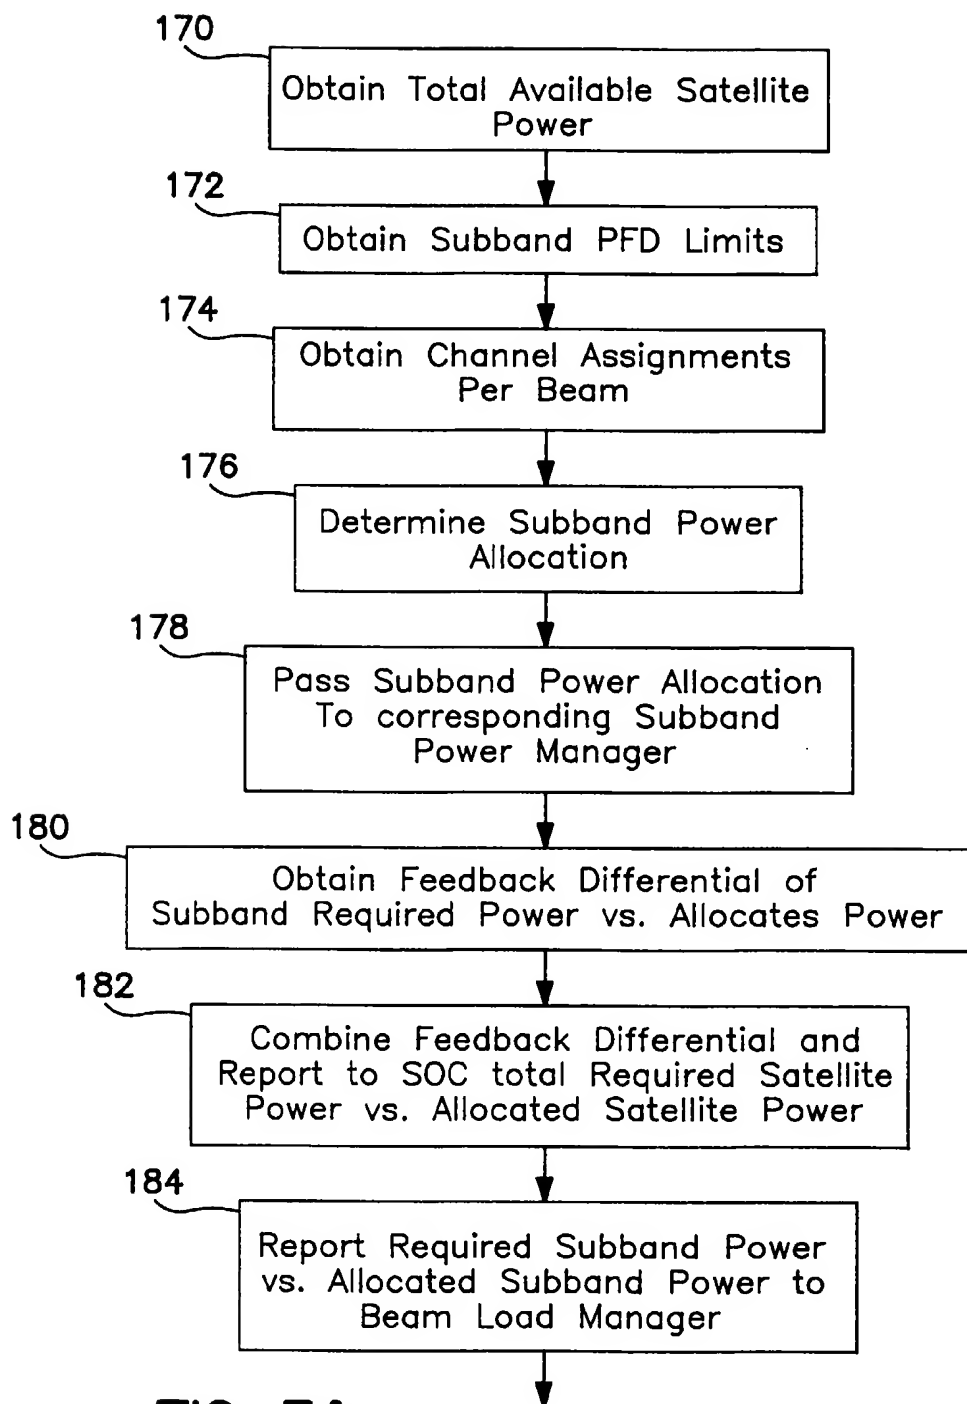 170
Obtain Total Available Satellite
Power
172
Obtain Subband PFD Limits
174
Obtain Channel Assignments
Per Beam
176
Determine Subband Power
Allocation
178
Pass Subband Power Allocation
To corresponding Subband
Power Manager
180
Obtain Feedback Differential of
Subband Required Power vs. Allocates Power
182
Combine Feedback Differential and
Report to SOC total Required Satellite
Power vs. Allocated Satellite Power
184
Report Required Subband Power
vs. Allocated Subband Power to
Beam Load Manager